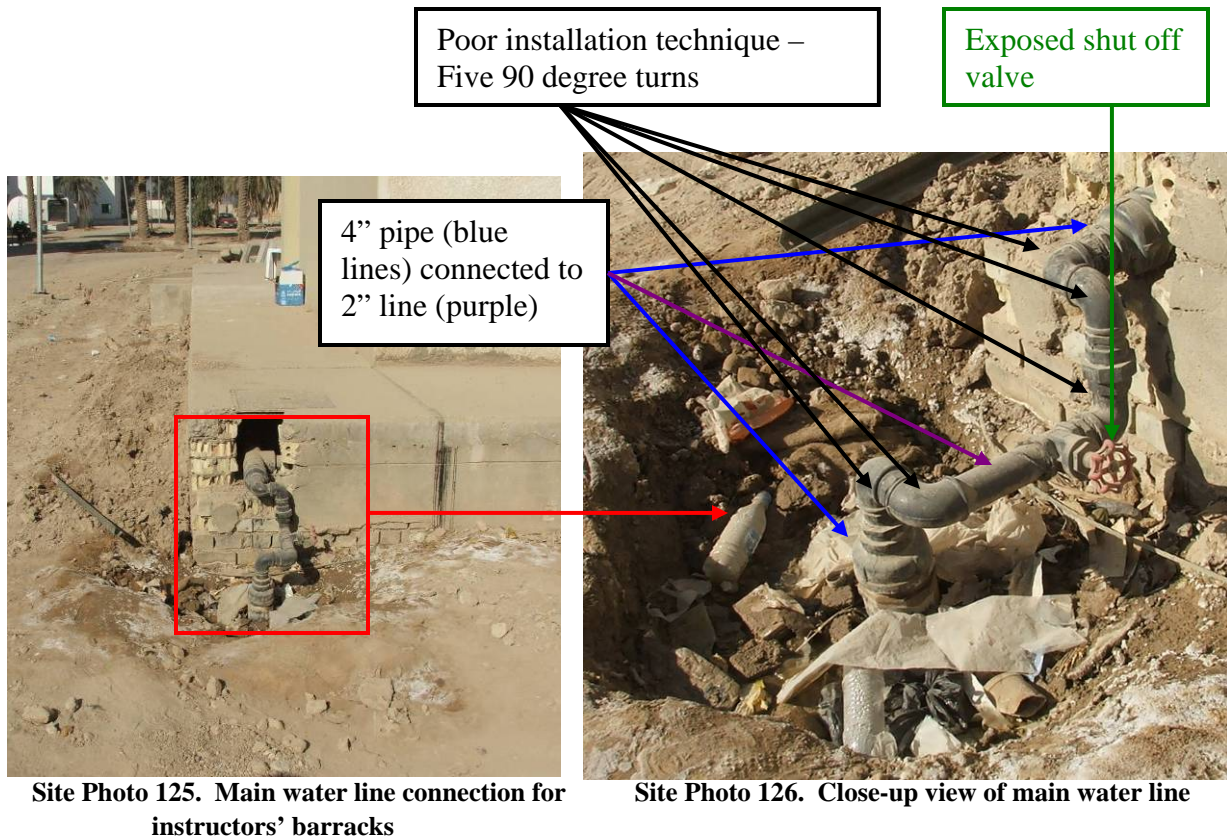 Poor installation technique –
Five 90 degree turns
Exposed shut off
valve
4” pipe (blue
lines) connected to
2” line (purple)
Site Photo 125.  Main water line connection for
instructors’ barracks
Site Photo 126.  Close-up view of main water line